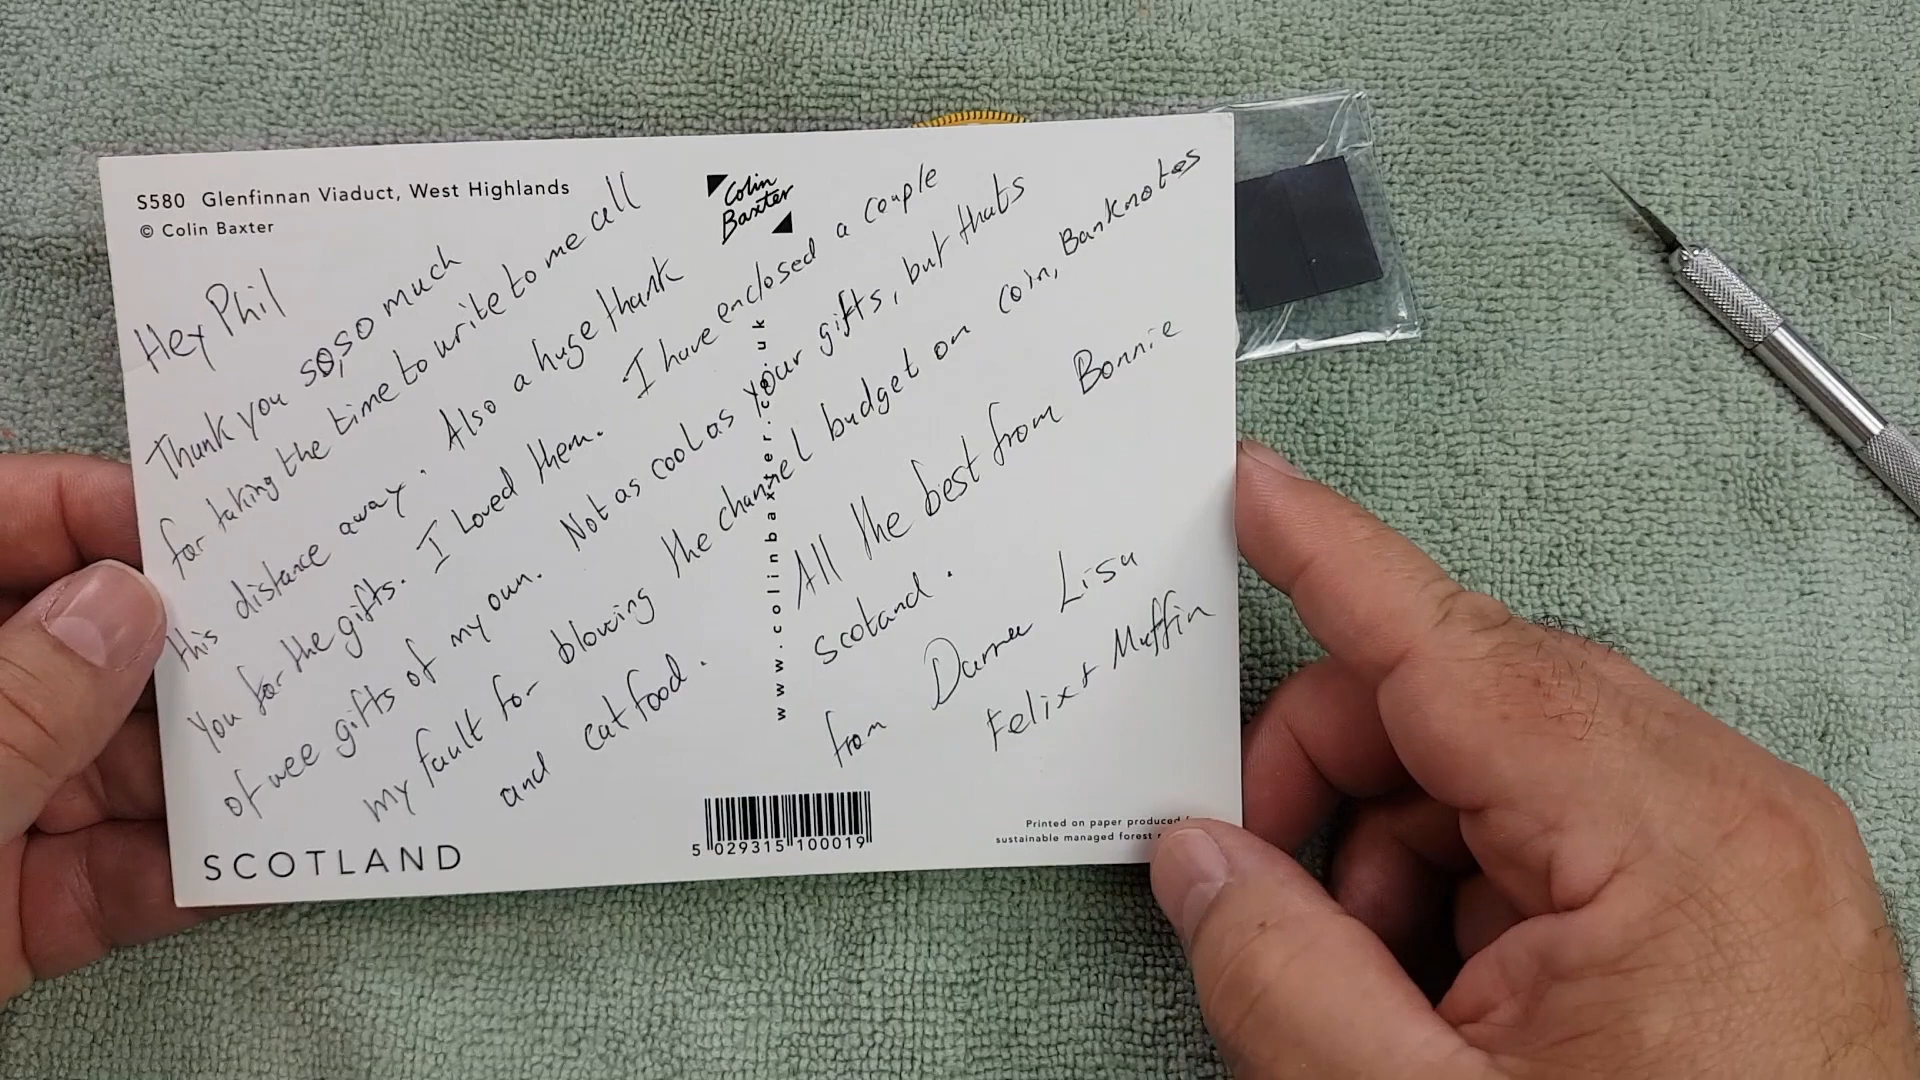 S580 Glenfinnan Viaduct, West Highlands
© Colin Baxter
Colin
Baxter
Hey Phil
Thank you so, so much
for taking the time to write to me all
this distance away. Also a huge thank
you for the gifts. I Loved them. I have enclosed a couple
of wee gifts of my own. Not as cool as your gifts, but thats
my fault for blowing the channel budget on coin, Banknotes
and cat food. All the best from Bonnie
scotand.
from Lisa
Felix + Muffin
www.colinbaxter.co.uk
SCOTLAND
5 029315 100019
Printed on paper produced
sustainable managed forest